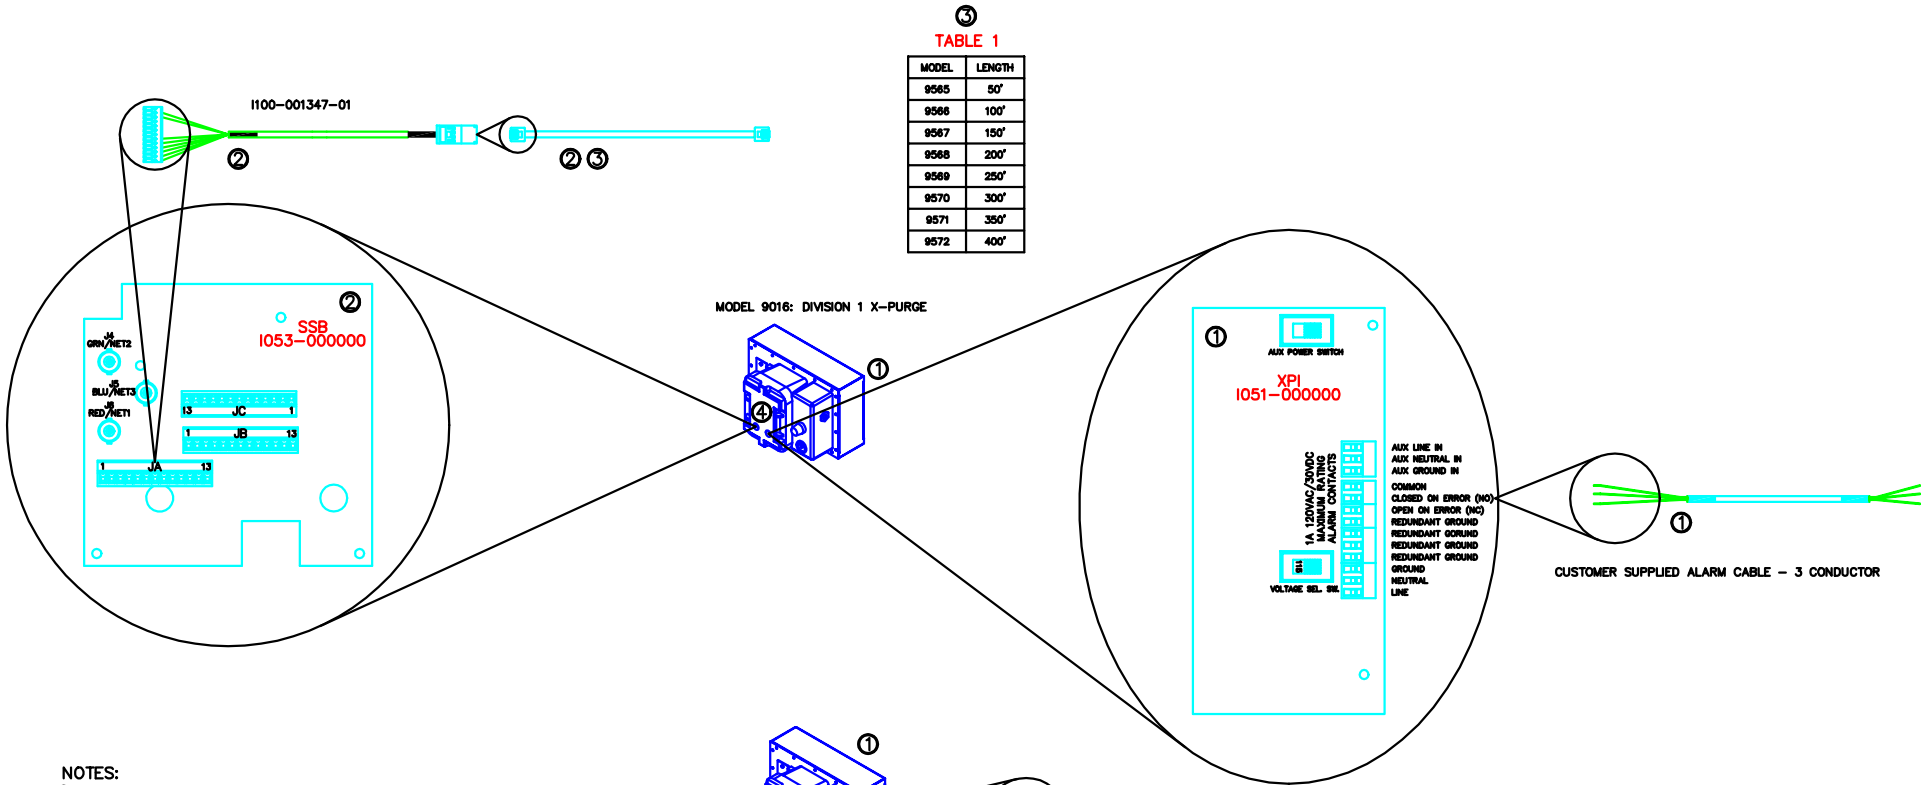 ③
TABLE 1
MODEL LENGTH
9565 50'
9566 100'
9567 150'
9568 200'
9569 250'
9570 300'
9571 350'
9572 400'
I100-001347-01
②
② ③
②
SSB
I053-000000
J4
GRN/NET2
J5
BLU/NET3
J6
RED/NET1
13 JC 1
1 JB 13
1 JA 13
MODEL 9016: DIVISION 1 X-PURGE
①
④
①
AUX POWER SWITCH
XPI
I051-000000
1A 120VAC/30VDC
MAXIMUM RATING
ALARM CONTACTS
AUX LINE IN
AUX NEUTRAL IN
AUX GROUND IN
COMMON
CLOSED ON ERROR (NO)
OPEN ON ERROR (NC)
REDUNDANT GROUND
REDUNDANT GORUND
REDUNDANT GROUND
REDUNDANT GROUND
GROUND
NEUTRAL
LINE
115
VOLTAGE SEL. SW.
①
CUSTOMER SUPPLIED ALARM CABLE - 3 CONDUCTOR
①
NOTES: